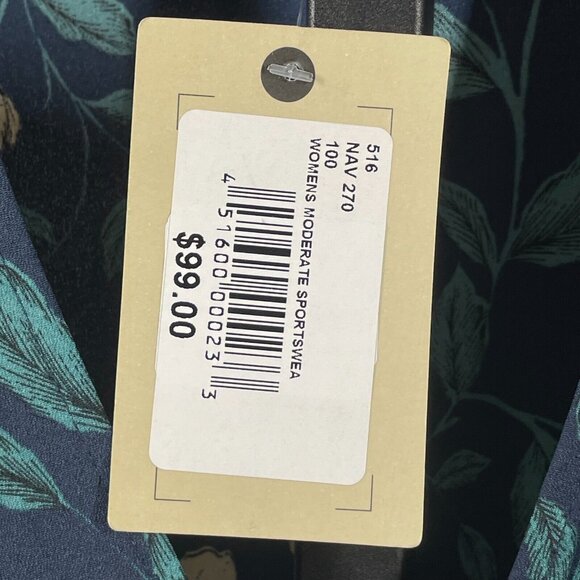 516
NAV 270
100
WOMENS MODERATE SPORTSWEA
4 51600 00023 3
$99.00